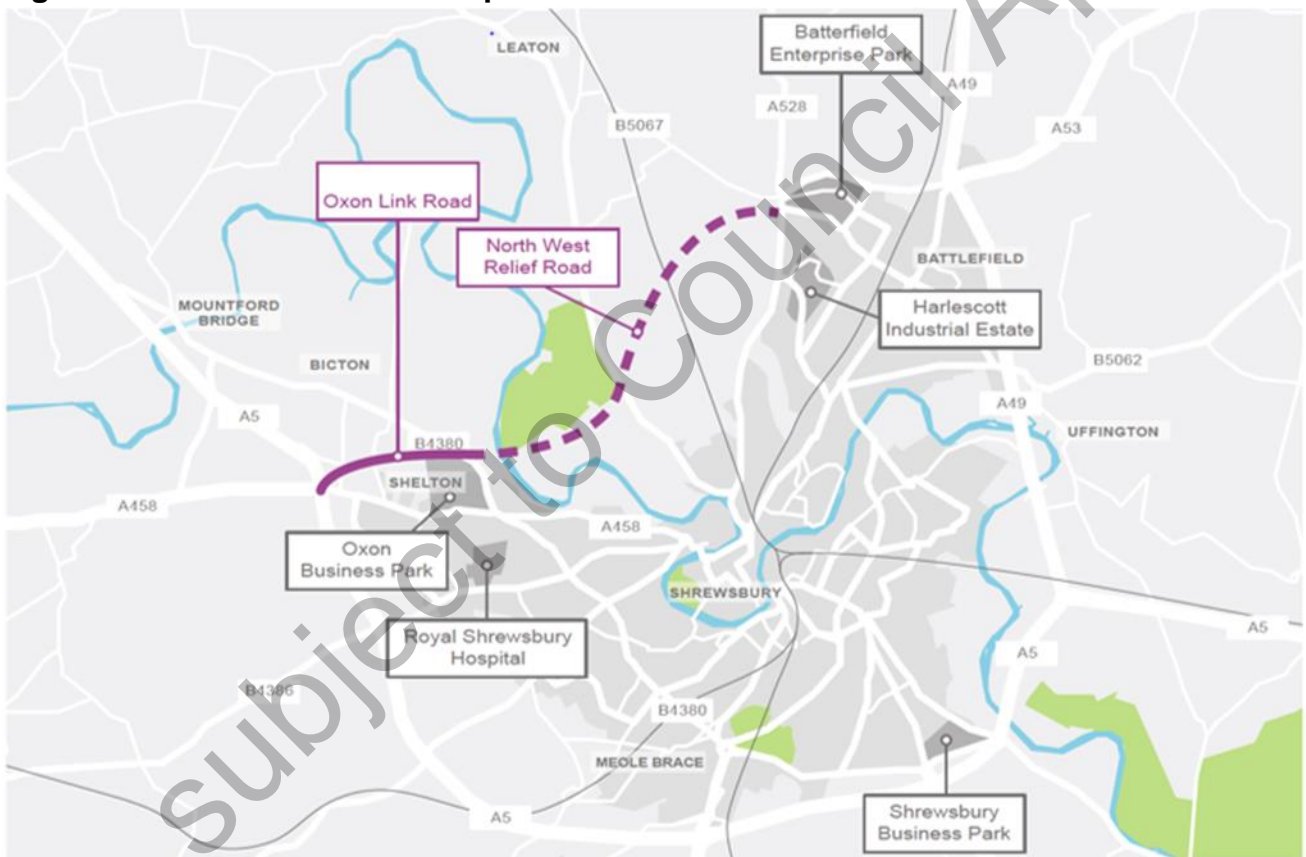 LEATON
Batterfield
Enterprise Park
A49
A528
B5067
A53
Oxon Link Road
North West
Relief Road
BATTLEFIELD
MOUNTFORD
BRIDGE
Harlescott
Industrial Estate
BICTON
B5062
A5
A49
UFFINGTON
B4380
SHELTON
A458
A458
Oxon
Business Park
SHREWSBURY
Royal Shrewsbury
Hospital
A5
A5
B4386
B4380
MEOLE BRACE
A5
Shrewsbury
Business Park
subject to Council